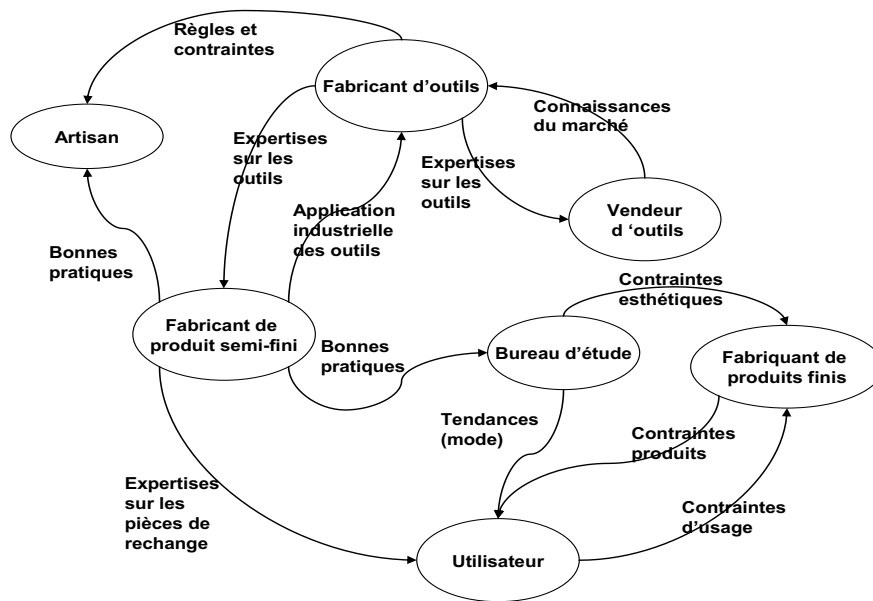 Règles et
contraintes
Fabricant d'outils
Connaissances
du marché
Artisan
Expertises
sur les
outils
Expertises
sur les
outils
Application
industrielle
des outils
Vendeur
d 'outils
Bonnes
pratiques
Contraintes
esthétiques
Fabricant de
produit semi-fini
Bonnes
pratiques
Bureau d'étude
Fabriquant de
produits finis
Tendances
(mode)
Contraintes
produits
Expertises
sur les
pièces de
rechange
Contraintes
d'usage
Utilisateur